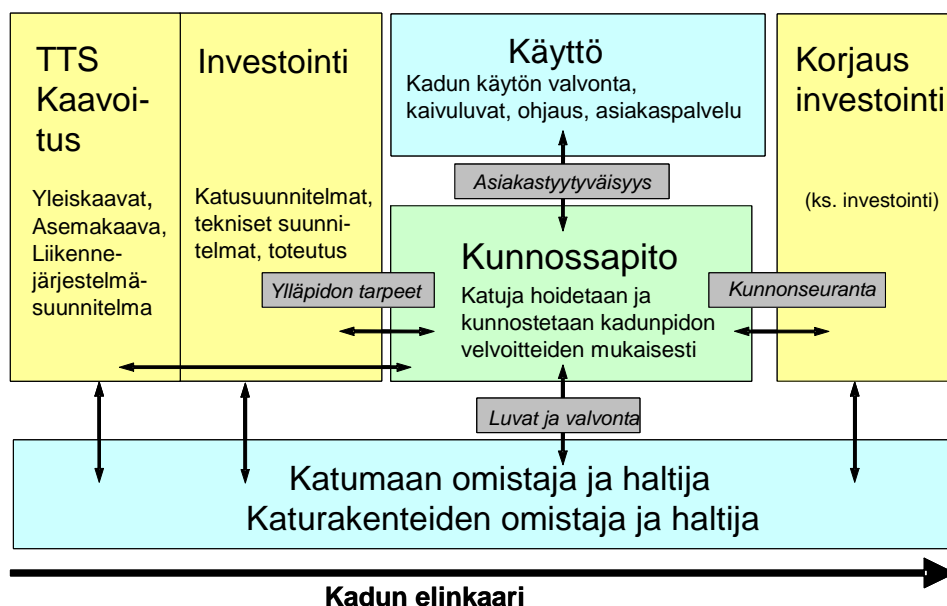 TTS
Kaavoi-
tus
Yleiskaavat,
Asemakaava,
Liikenne-
järjestelmä-
suunnitelma
Investointi
Katusuunnitelmat,
tekniset suunni-
telmat, toteutus
Käyttö
Kadun käytön valvonta,
kaivuluvat, ohjaus, asiakaspalvelu
Asiakastyytyväisyys
Kunnossapito
Katuja hoidetaan ja
kunnostetaan kadunpidon
velvoitteiden mukaisesti
Ylläpidon tarpeet
Kunnonseuranta
Luvat ja valvonta
Korjaus
investointi
(ks. investointi)
Katumaan omistaja ja haltija
Katurakenteiden omistaja ja haltija
Kadun elinkaari